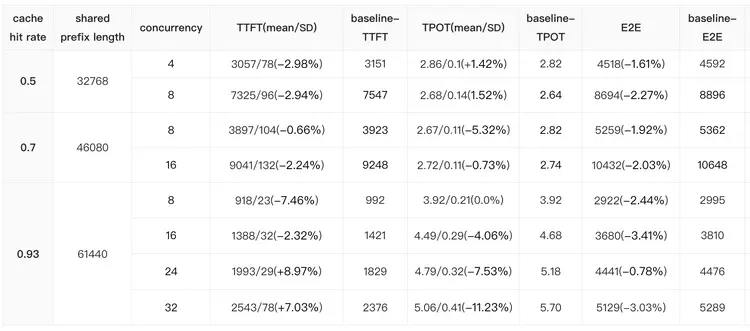 cache hit rate | shared prefix length | concurrency | TTFT(mean/SD) | baseline-TTFT | TPOT(mean/SD) | baseline-TPOT | E2E | baseline-E2E
0.5 | 32768 | 4 | 3057/78(−2.98%) | 3151 | 2.86/0.1(+1.42%) | 2.82 | 4518(−1.61%) | 4592
8 | 7325/96(−2.94%) | 7547 | 2.68/0.14(1.52%) | 2.64 | 8694(−2.27%) | 8896
0.7 | 46080 | 8 | 3897/104(−0.66%) | 3923 | 2.67/0.11(−5.32%) | 2.82 | 5259(−1.92%) | 5362
16 | 9041/132(−2.24%) | 9248 | 2.72/0.11(−0.73%) | 2.74 | 10432(−2.03%) | 10648
0.93 | 61440 | 8 | 918/23(−7.46%) | 992 | 3.92/0.21(0.0%) | 3.92 | 2922(−2.44%) | 2995
16 | 1388/32(−2.32%) | 1421 | 4.49/0.29(−4.06%) | 4.68 | 3680(−3.41%) | 3810
24 | 1993/29(+8.97%) | 1829 | 4.79/0.32(−7.53%) | 5.18 | 4441(−0.78%) | 4476
32 | 2543/78(+7.03%) | 2376 | 5.06/0.41(−11.23%) | 5.70 | 5129(−3.03%) | 5289